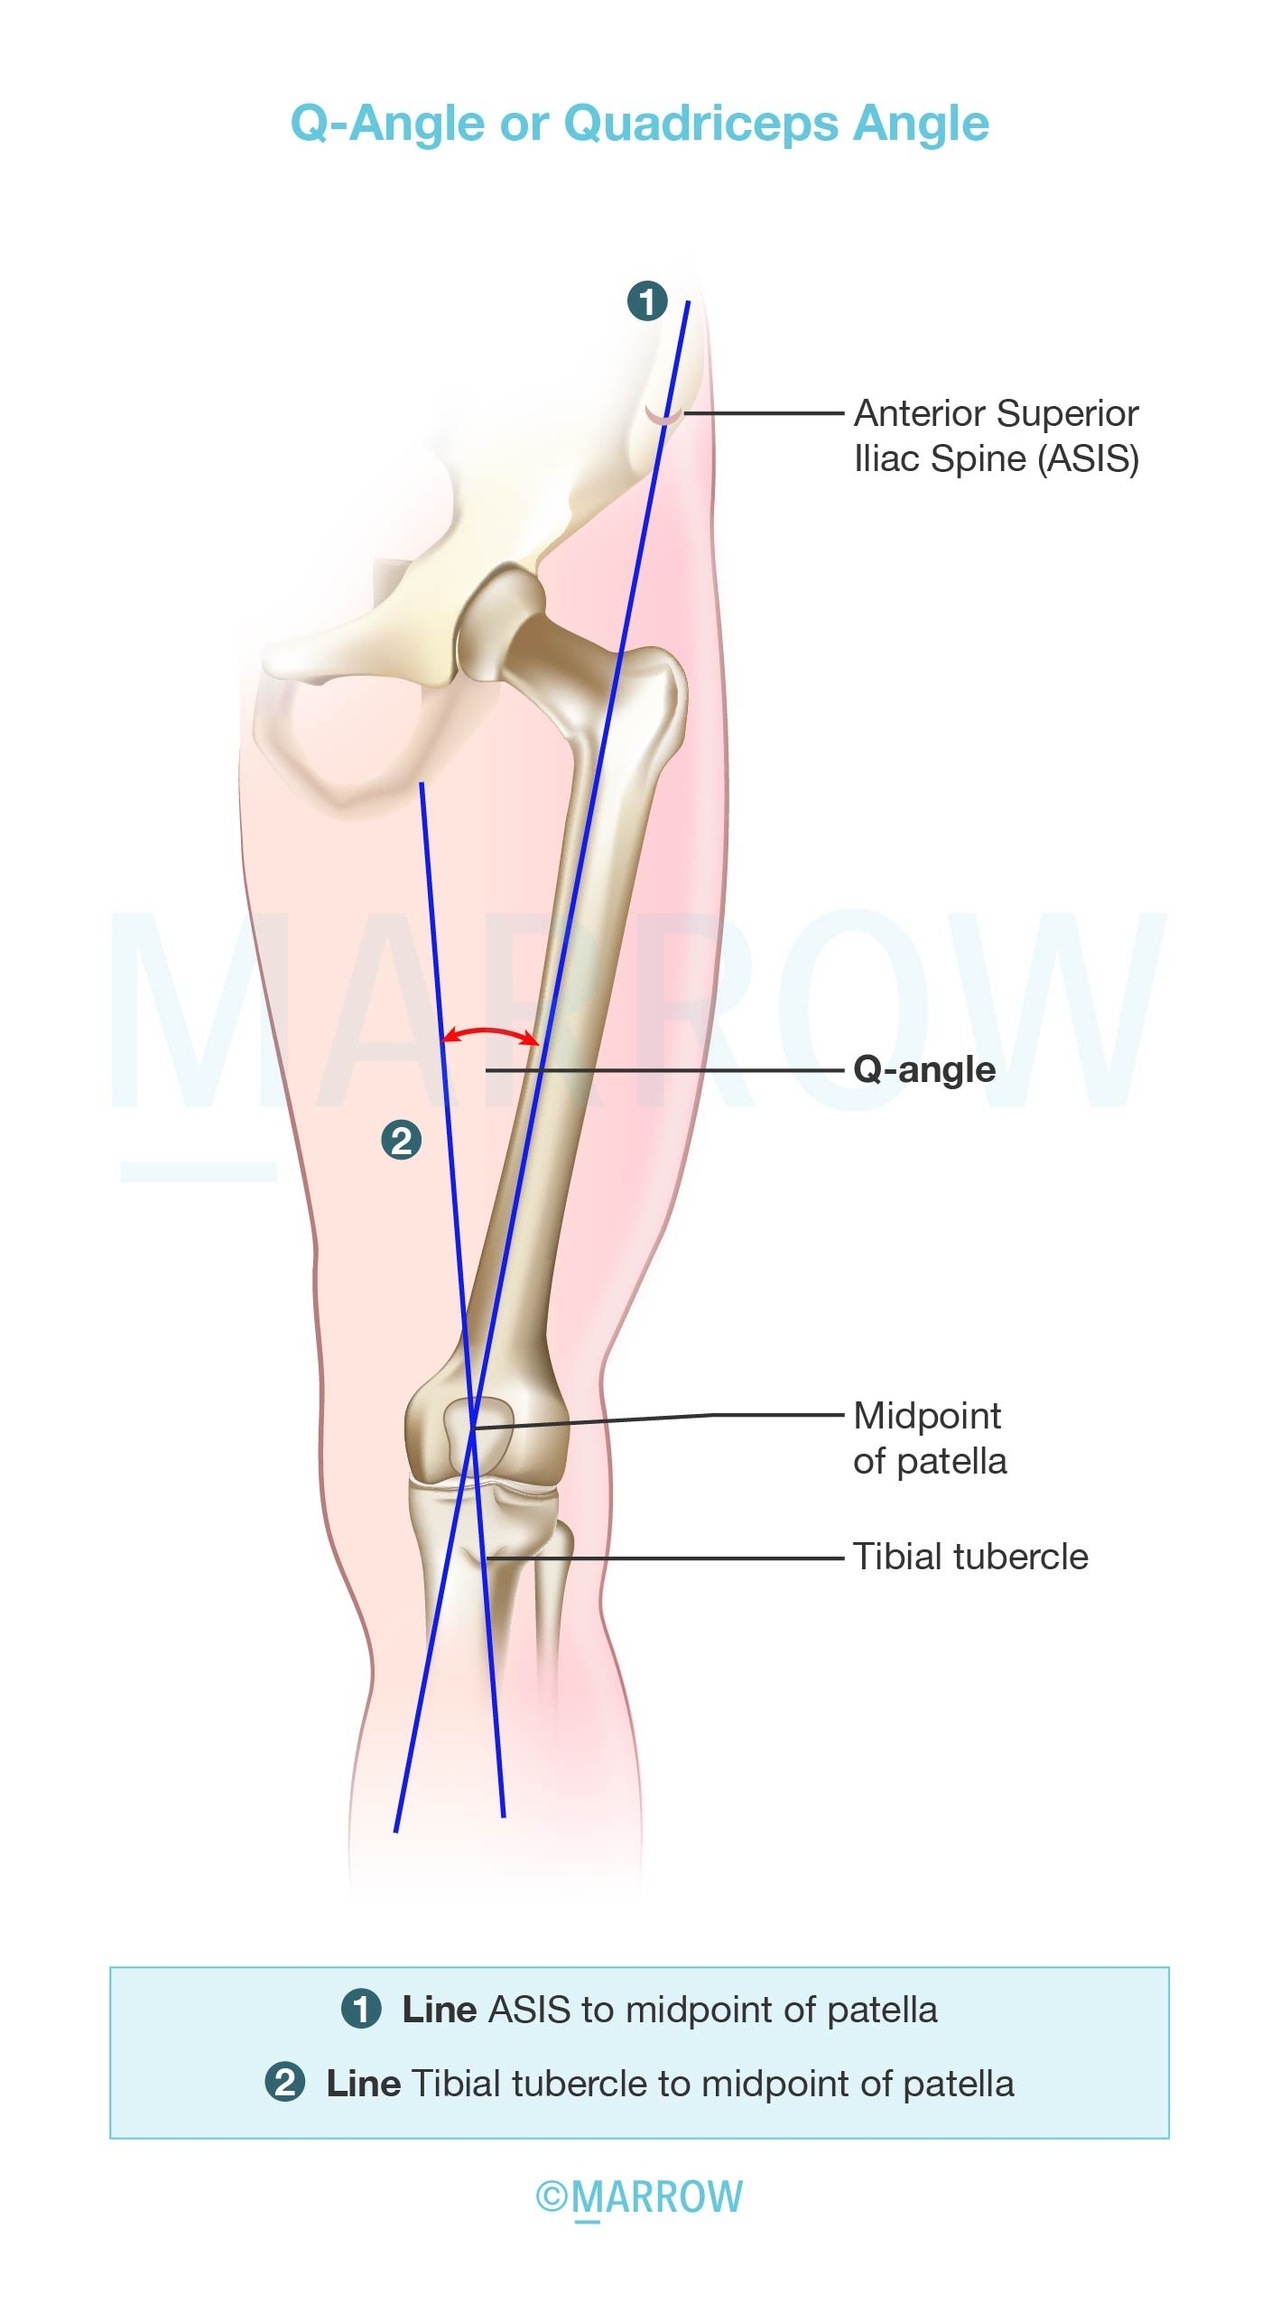 Q-Angle or Quadriceps Angle
1
Anterior Superior
Iliac Spine (ASIS)
MARROW
Q-angle
2
Midpoint
of patella
Tibial tubercle
1 Line ASIS to midpoint of patella
2 Line Tibial tubercle to midpoint of patella
©MARROW